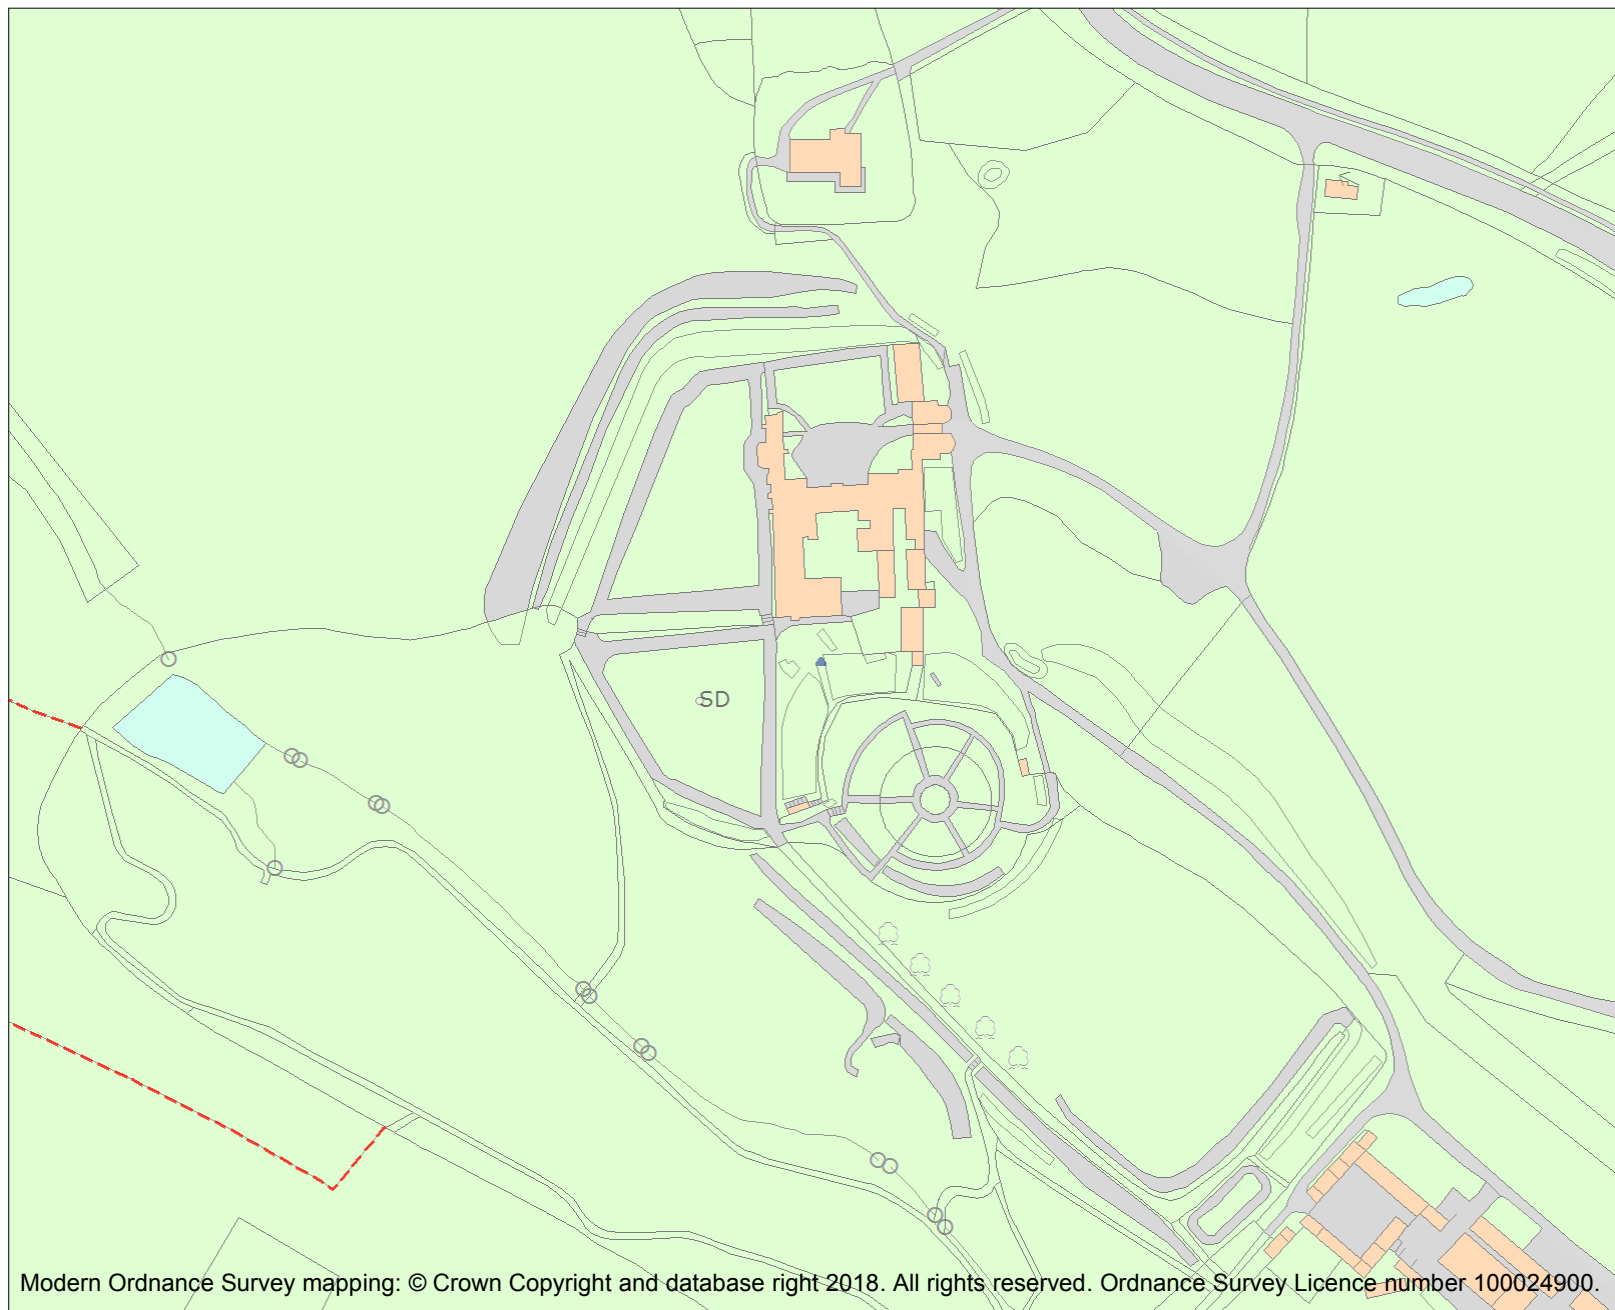 SD
Modern Ordnance Survey mapping: © Crown Copyright and database right 2018. All rights reserved. Ordnance Survey Licence number 100024900.